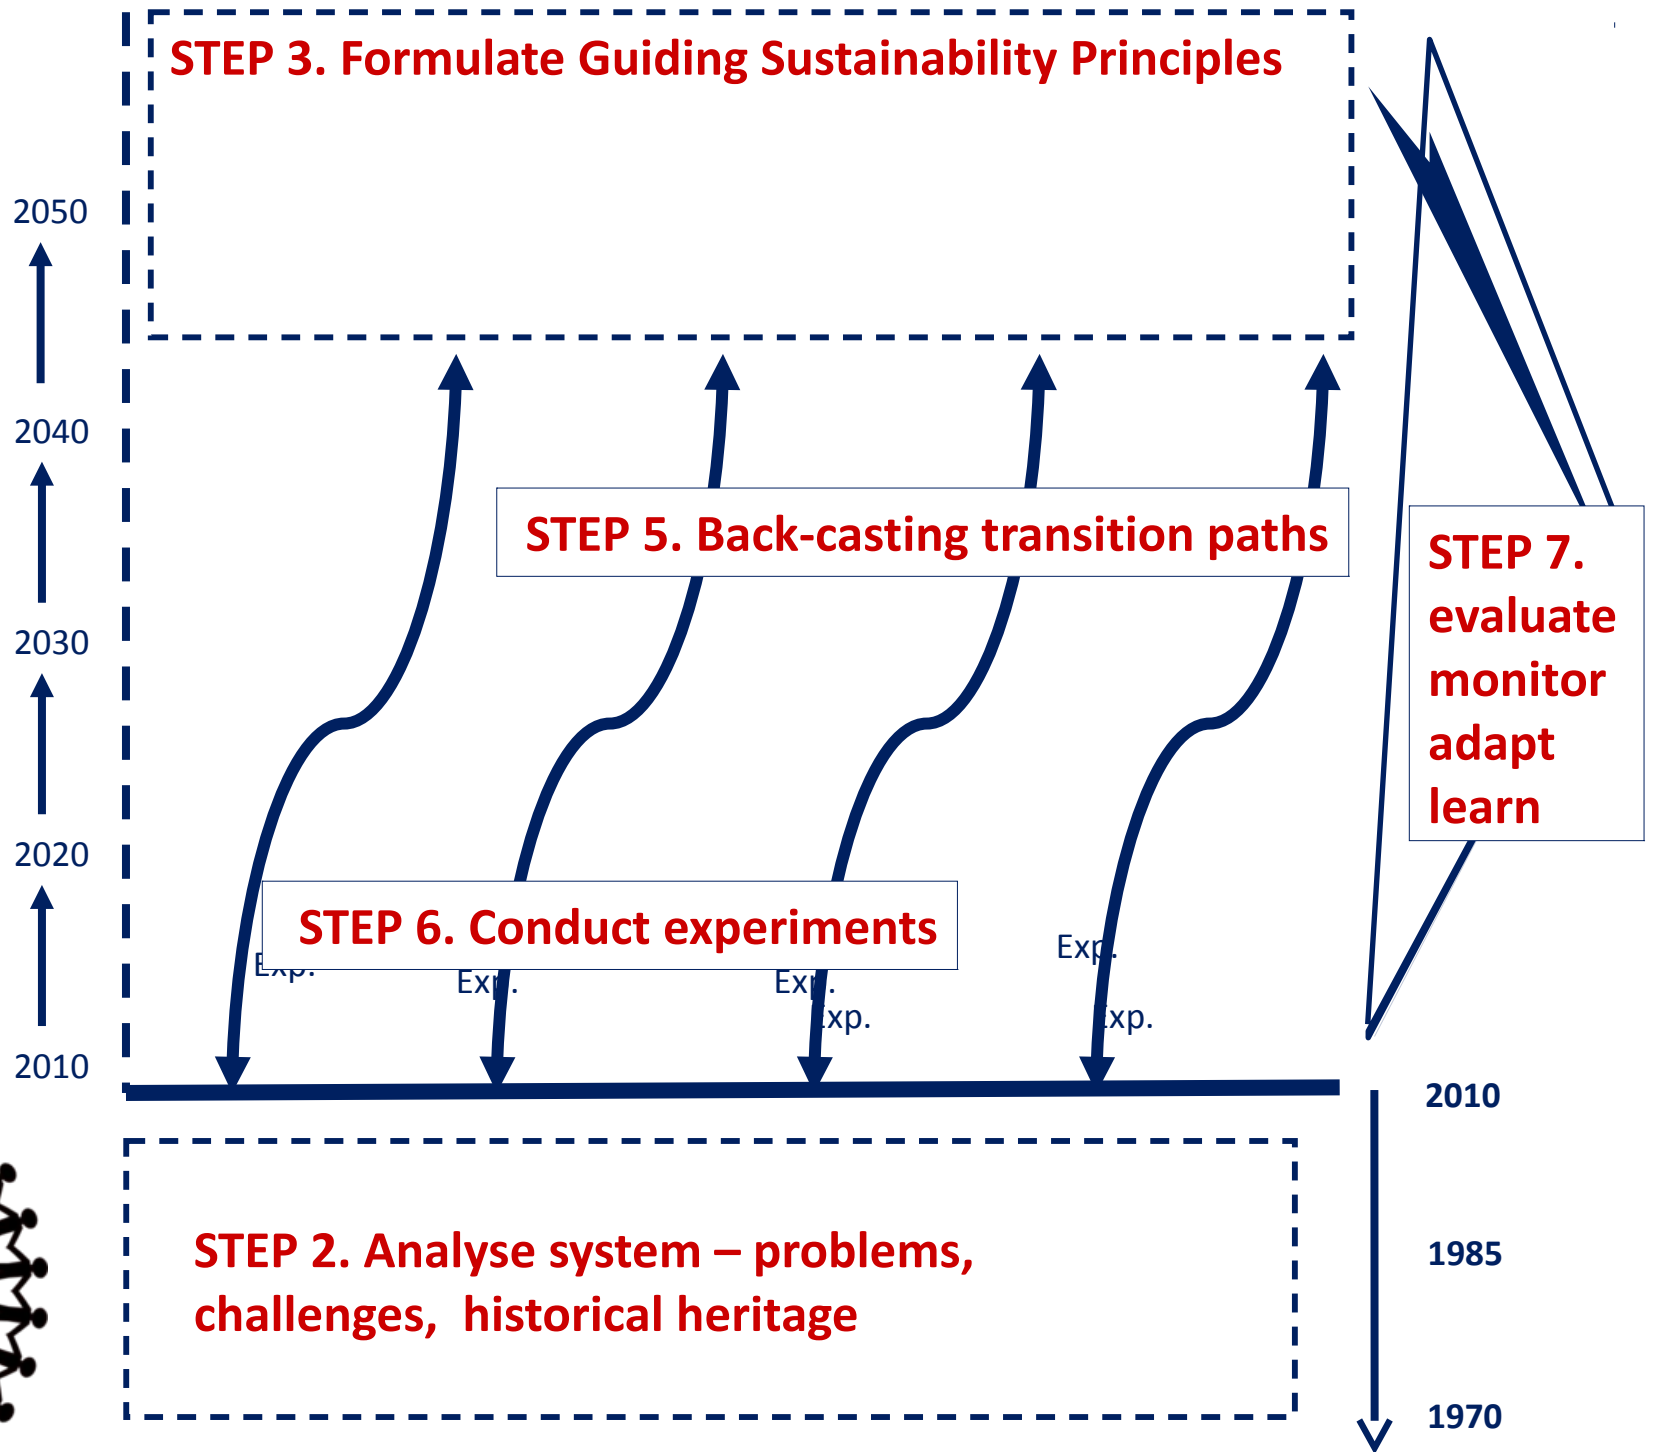 STEP 3. Formulate Guiding Sustainability Principles
2050
2040
STEP 5. Back-casting transition paths
STEP 7.
evaluate
monitor
adapt
learn
2030
2020
STEP 6. Conduct experiments
Exp.
Exp.
Exp.
Exp.
Exp.
Exp.
2010
2010
STEP 2. Analyse system – problems,
challenges, historical heritage
1985
1970